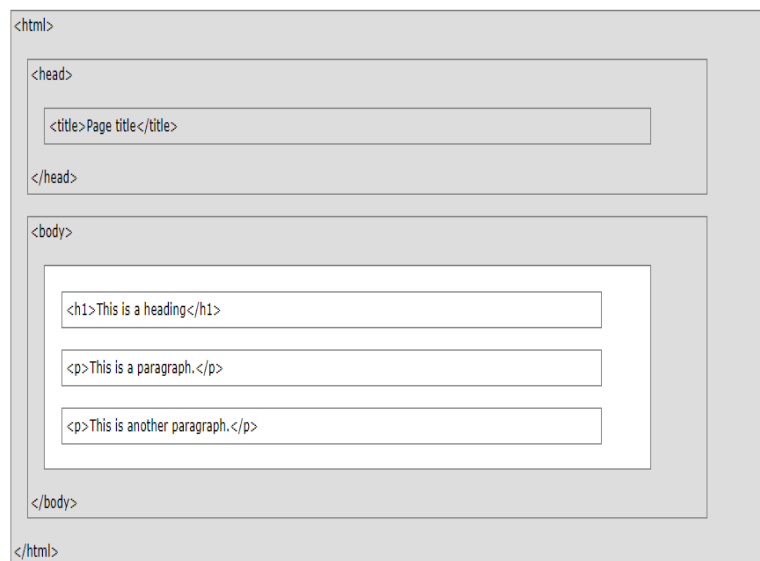 <html>
<head>
<title>Page title</title>
</head>
<body>
<h1>This is a heading</h1>
<p>This is a paragraph.</p>
<p>This is another paragraph.</p>
</body>
</html>